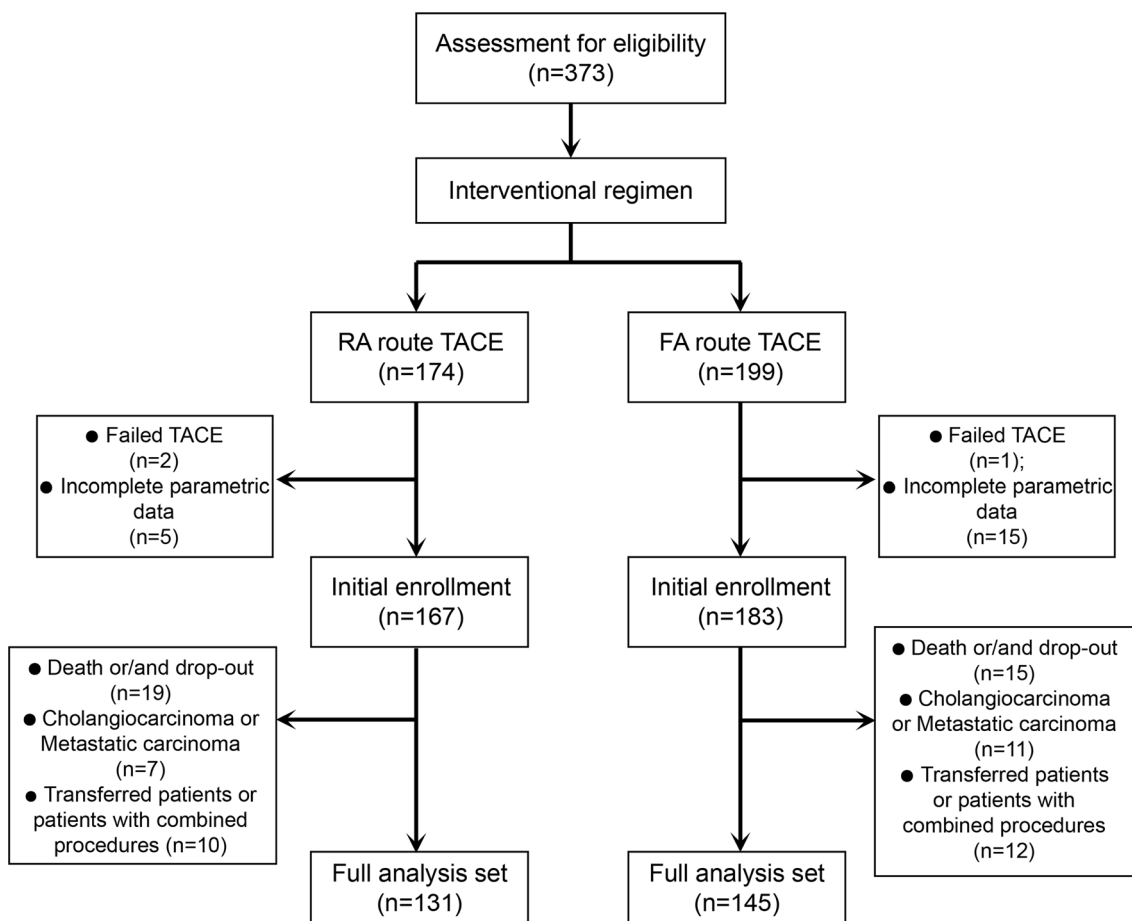 Assessment for eligibility
(n=373)
Interventional regimen
RA route TACE
(n=174)
FA route TACE
(n=199)
● Failed TACE
(n=2)
● Incomplete parametric
data
(n=5)
● Failed TACE
(n=1);
● Incomplete parametric
data
(n=15)
Initial enrollment
(n=167)
Initial enrollment
(n=183)
● Death or/and drop-out
(n=19)
● Cholangiocarcinoma or
Metastatic carcinoma
(n=7)
● Transferred patients or
patients with combined
procedures (n=10)
● Death or/and drop-out
(n=15)
● Cholangiocarcinoma
or Metastatic carcinoma
(n=11)
● Transferred patients
or patients with
combined procedures
(n=12)
Full analysis set
(n=131)
Full analysis set
(n=145)